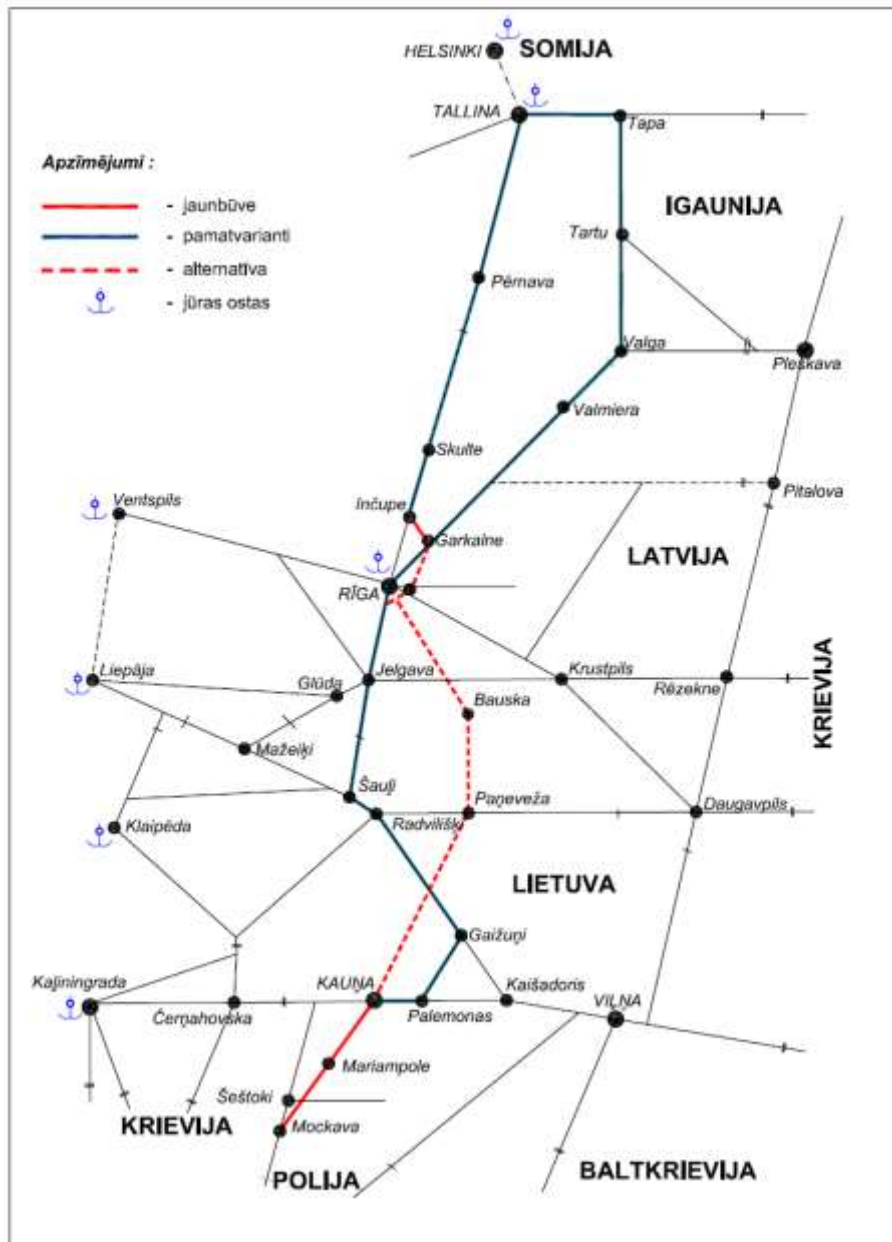 HELSINKI
SOMIJA
TALLINA
Tapa
Apzīmējumi :
- jaunbūve
- pamatvarianti
- alternatīva
- jūras ostas
IGAUNIJA
Tartu
Pērnava
Valga
Pleskava
Valmiera
Skulte
Pitalova
Ventspils
Inčupe
Garkalne
LATVIJA
RĪGA
Liepāja
Glūda
Jelgava
Krustpils
Rēzekne
KRIEVIJA
Bauska
Mažeiķi
Šauļi
Paņeveža
Daugavpils
Klaipēda
Radvilišķi
LIETUVA
Gaižuņi
Kaļiningrada
KAUŅA
Kaišadoris
VIĻŅA
Čerņahovska
Palemonas
Mariampole
Šeštoki
KRIEVIJA
Mockava
POLIJA
BALTKRIEVIJA